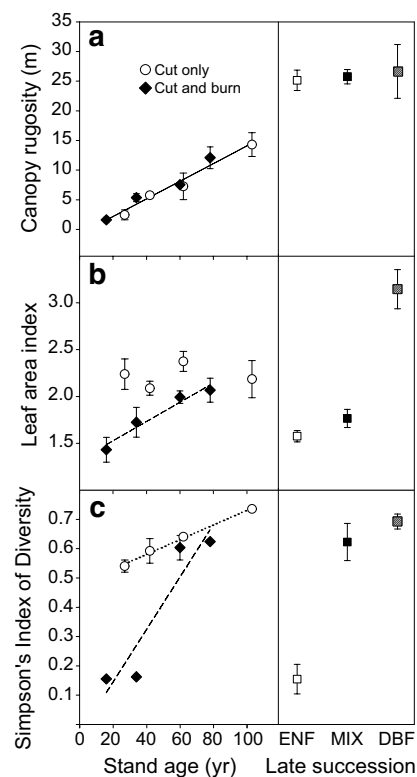 a
Canopy rugosity (m)
35
30
25
20
15
10
5
0
Cut only
Cut and burn
b
Leaf area index
3.0
2.5
2.0
1.5
c
Simpson's Index of Diversity
0.7
0.6
0.5
0.4
0.3
0.2
0.1
0 20 40 60 80 100
ENF MIX DBF
Stand age (yr)
Late succession